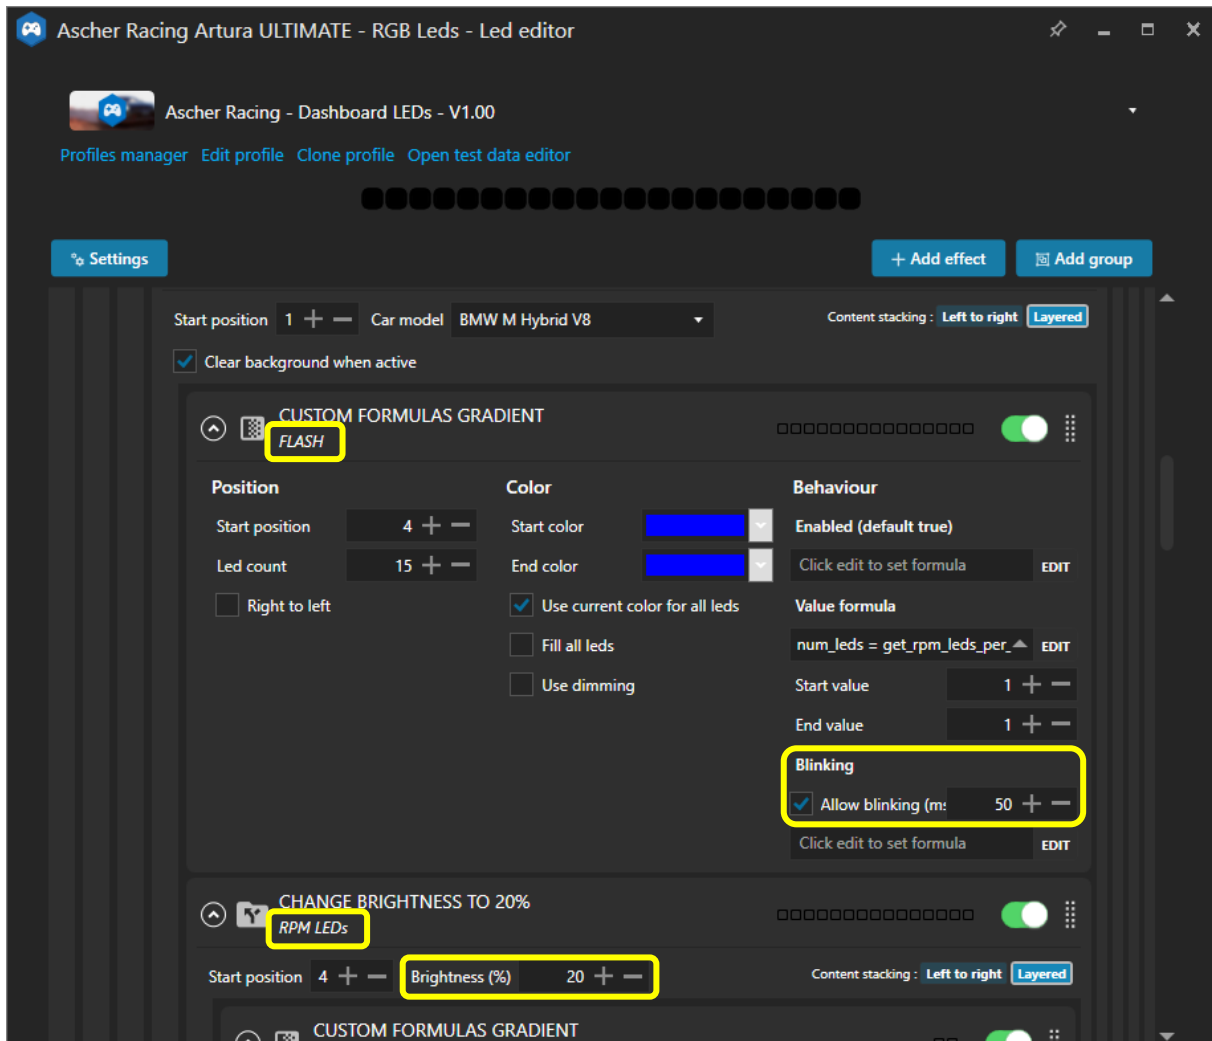 Ascher Racing Artura ULTIMATE - RGB Leds - Led editor
Ascher Racing - Dashboard LEDs - V1.00
Profiles manager Edit profile Clone profile Open test data editor
Settings + Add effect Add group
Start position 1 + − Car model BMW M Hybrid V8 Content stacking : Left to right Layered
Clear background when active
CUSTOM FORMULAS GRADIENT
FLASH
Position Color Behaviour
Start position 4 + − Start color Enabled (default true)
Led count 15 + − End color Click edit to set formula EDIT
Right to left Use current color for all leds Value formula
Fill all leds num_leds = get_rpm_leds_per_ EDIT
Use dimming Start value 1 + −
End value 1 + −
Blinking
Allow blinking (ms 50 + −
Click edit to set formula EDIT
CHANGE BRIGHTNESS TO 20%
RPM LEDs
Start position 4 + − Brightness (%) 20 + − Content stacking : Left to right Layered
CUSTOM FORMULAS GRADIENT